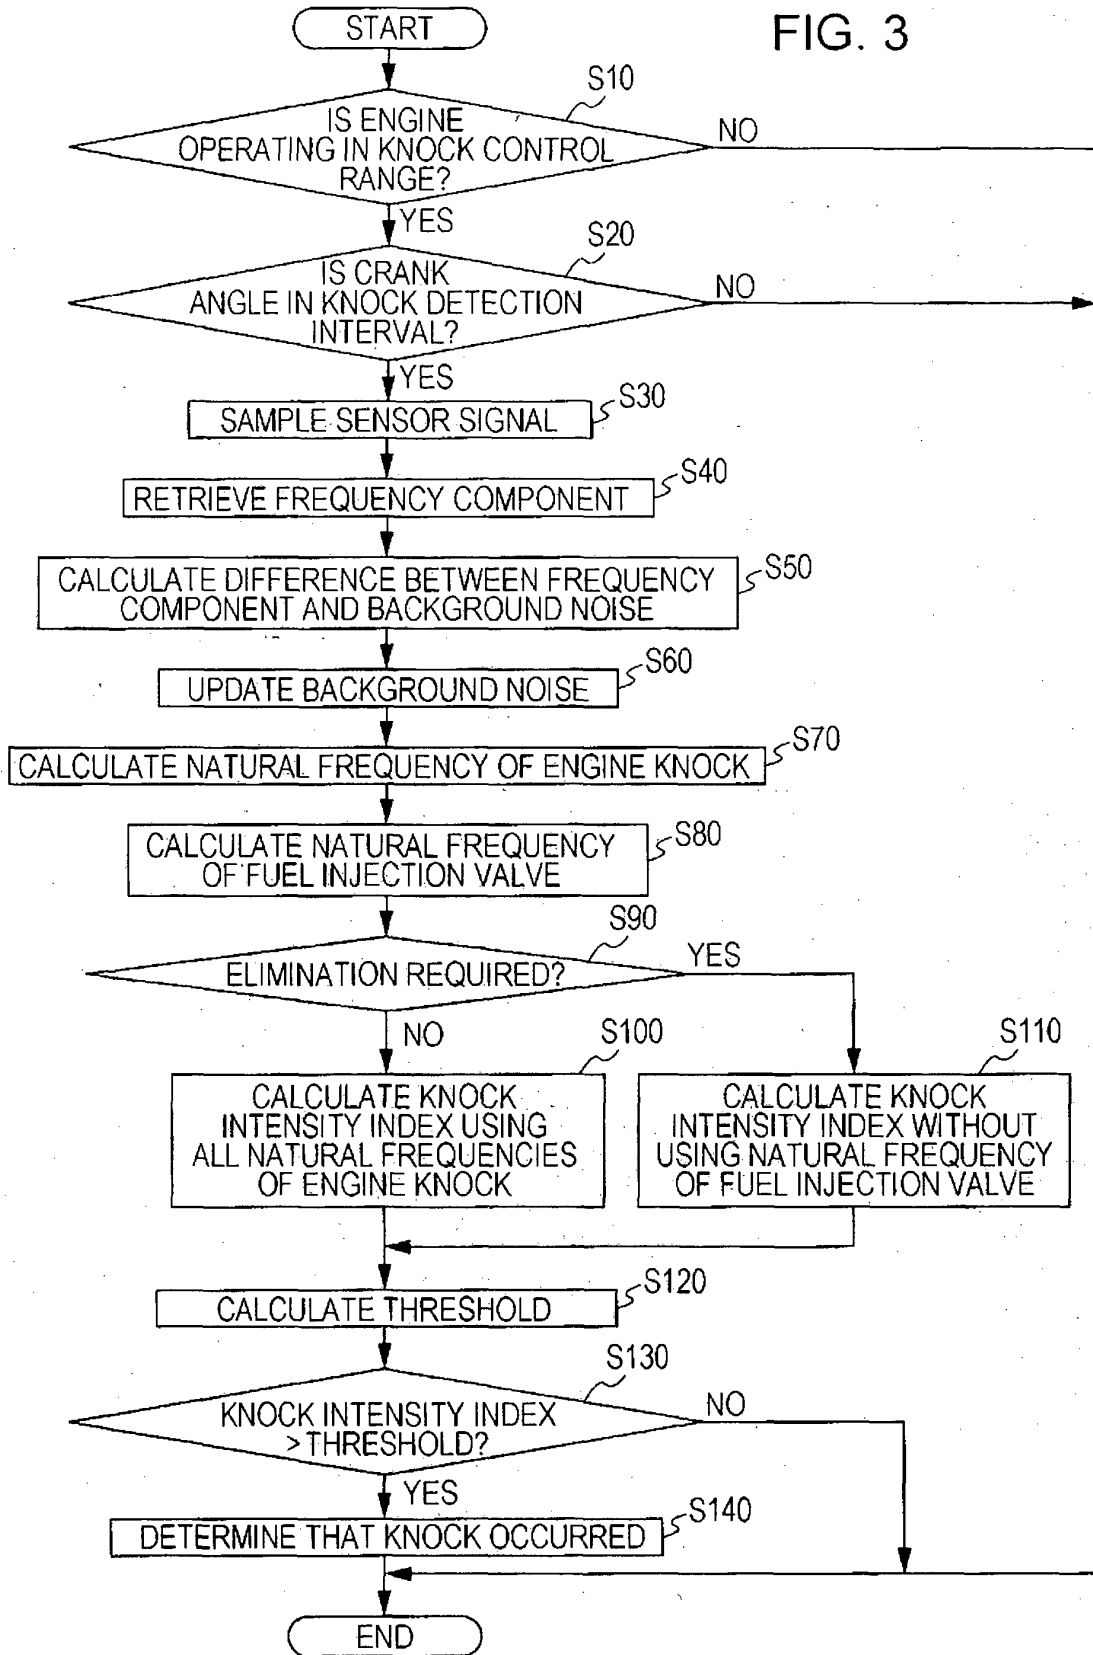 FIG. 3
START
S10
IS ENGINE
OPERATING IN KNOCK CONTROL
RANGE?
NO
YES
S20
IS CRANK
ANGLE IN KNOCK DETECTION
INTERVAL?
NO
YES
S30
SAMPLE SENSOR SIGNAL
S40
RETRIEVE FREQUENCY COMPONENT
S50
CALCULATE DIFFERENCE BETWEEN FREQUENCY
COMPONENT AND BACKGROUND NOISE
S60
UPDATE BACKGROUND NOISE
S70
CALCULATE NATURAL FREQUENCY OF ENGINE KNOCK
S80
CALCULATE NATURAL FREQUENCY
OF FUEL INJECTION VALVE
S90
ELIMINATION REQUIRED?
YES
NO
S100
CALCULATE KNOCK
INTENSITY INDEX USING
ALL NATURAL FREQUENCIES
OF ENGINE KNOCK
S110
CALCULATE KNOCK
INTENSITY INDEX WITHOUT
USING NATURAL FREQUENCY
OF FUEL INJECTION VALVE
S120
CALCULATE THRESHOLD
S130
KNOCK INTENSITY INDEX
> THRESHOLD?
NO
YES
S140
DETERMINE THAT KNOCK OCCURRED
END